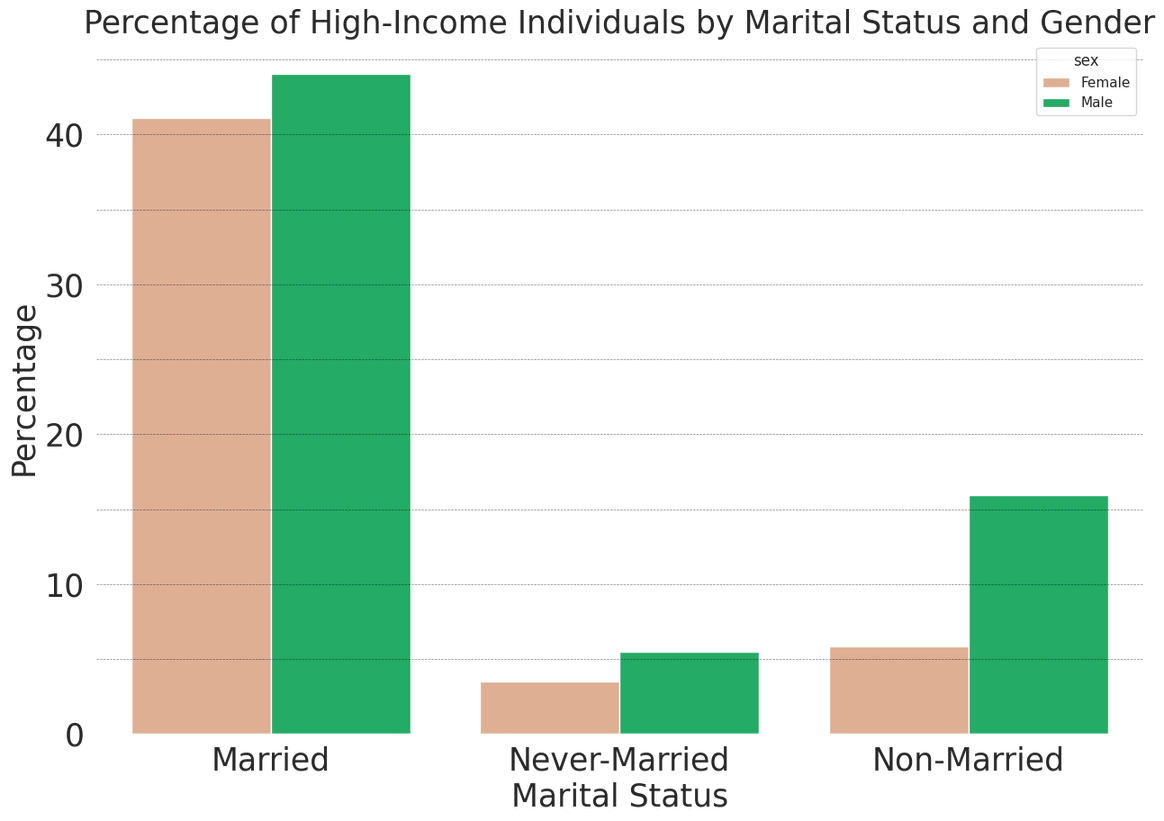 Percentage of High-Income Individuals by Marital Status and Gender
sex
Female
Male
Percentage
40
30
20
10
0
Married
Never-Married
Non-Married
Marital Status